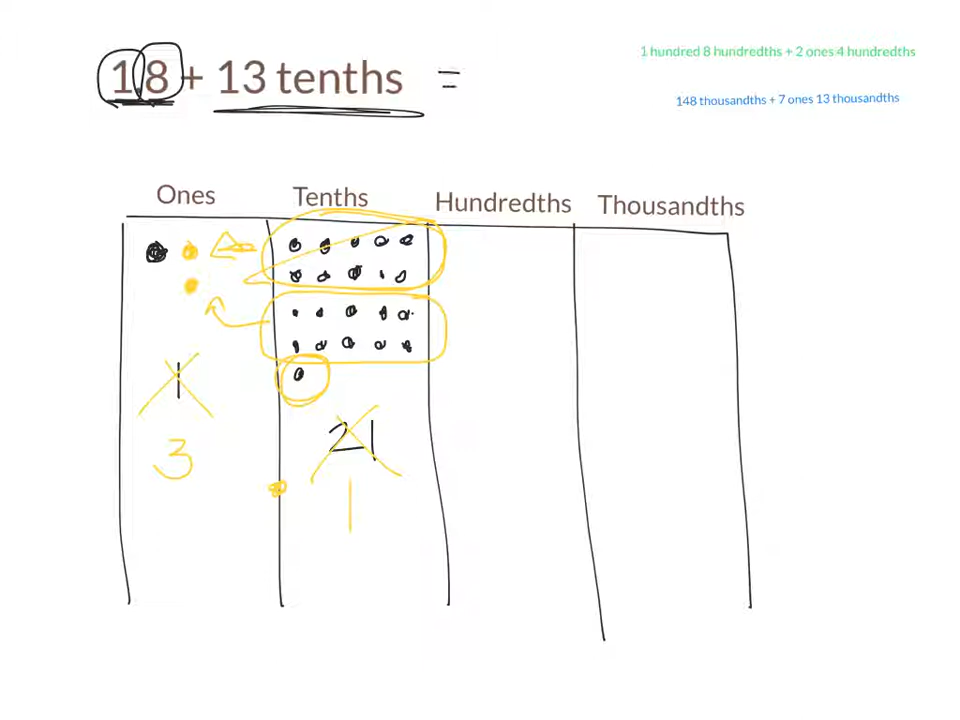 1.8 + 13 tenths =
1 hundred 8 hundredths + 2 ones 4 hundredths
148 thousandths + 7 ones 13 thousandths
Ones Tenths Hundredths Thousandths
1 21
3 . 1